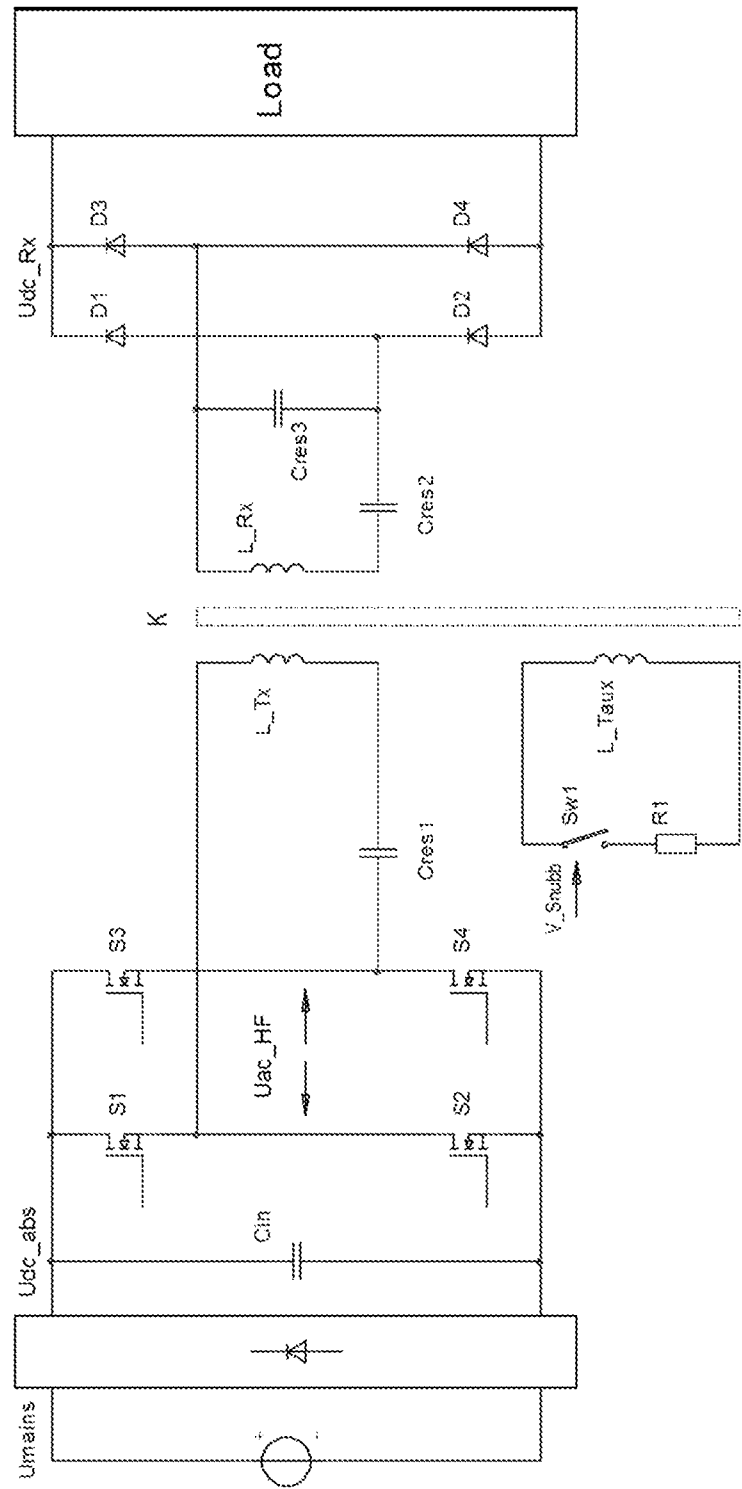 Umains
Udc_abs
Cin
S1
S2
Uac_HF
S3
S4
Cres1
L_Tx
K
V_Snubb
Sw1
R1
L_Taux
L_Rx
Cres2
Cres3
Udc_Rx
D1
D2
D3
D4
Load